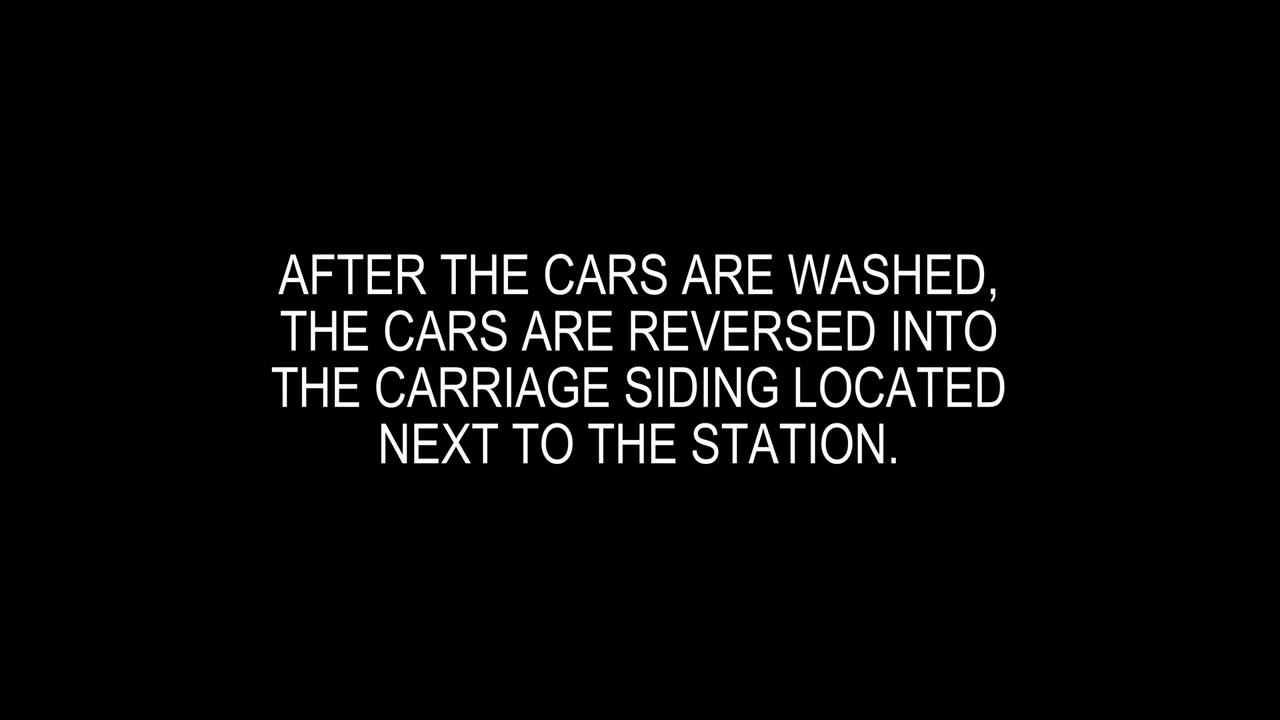 AFTER THE CARS ARE WASHED,
THE CARS ARE REVERSED INTO
THE CARRIAGE SIDING LOCATED
NEXT TO THE STATION.